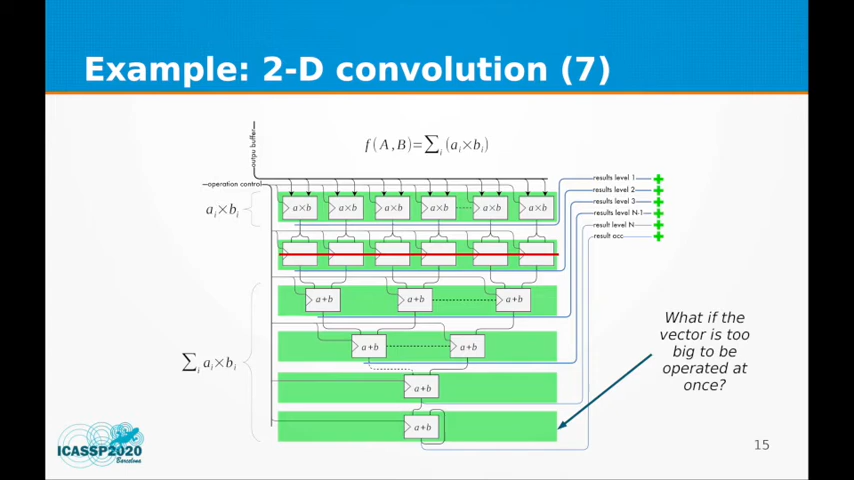 Example: 2-D convolution (7)
outpu buffer
f(A,B)=∑i(ai×bi)
operation control
results level 1
results level 2
results level 3
results level N-1
result level N
result acc
ai×bi
a×b a×b a×b a×b a×b a×b
a+b a+b a+b
a+b a+b
∑i ai×bi
a+b
a+b
What if the
vector is too
big to be
operated at
once?
ICASSP2020
Barcelona
15